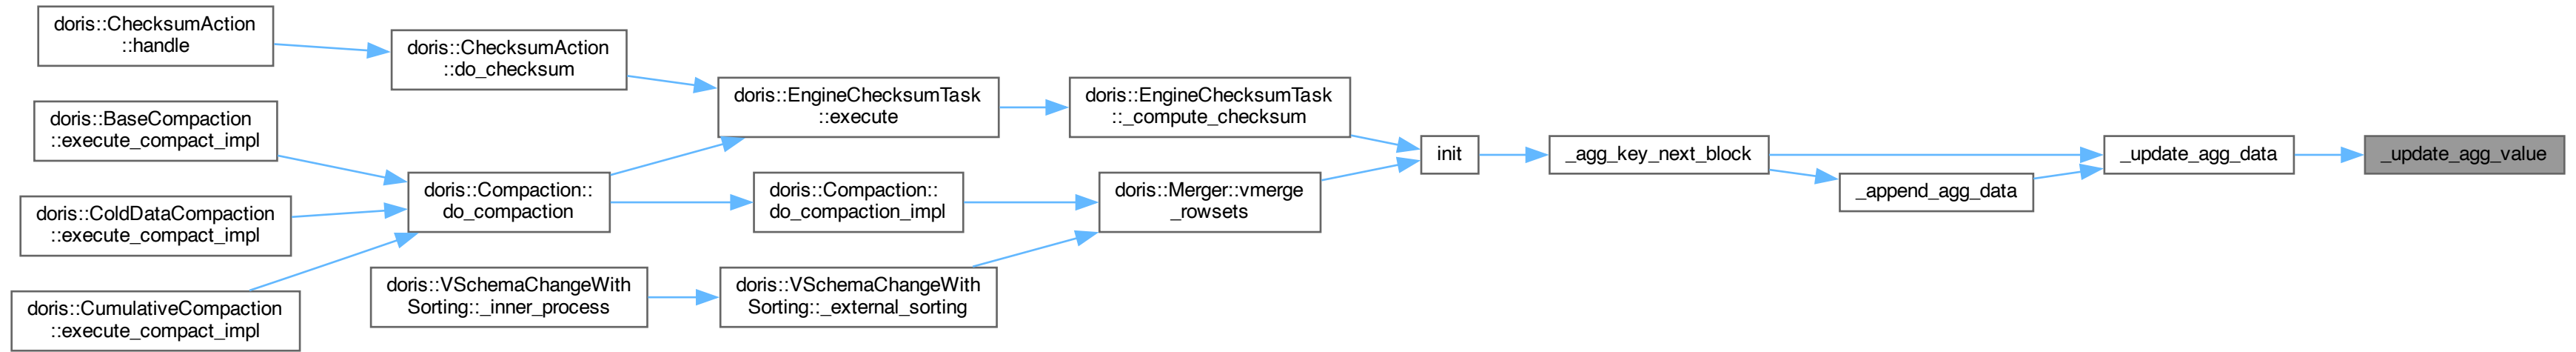 doris::ChecksumAction
::handle
doris::BaseCompaction
::execute_compact_impl
doris::ColdDataCompaction
::execute_compact_impl
doris::CumulativeCompaction
::execute_compact_impl
doris::ChecksumAction
::do_checksum
doris::Compaction::
do_compaction
doris::VSchemaChangeWith
Sorting::_inner_process
doris::EngineChecksumTask
::execute
doris::Compaction::
do_compaction_impl
doris::VSchemaChangeWith
Sorting::_external_sorting
doris::EngineChecksumTask
::_compute_checksum
doris::Merger::vmerge
_rowsets
init
_agg_key_next_block
_append_agg_data
_update_agg_data
_update_agg_value